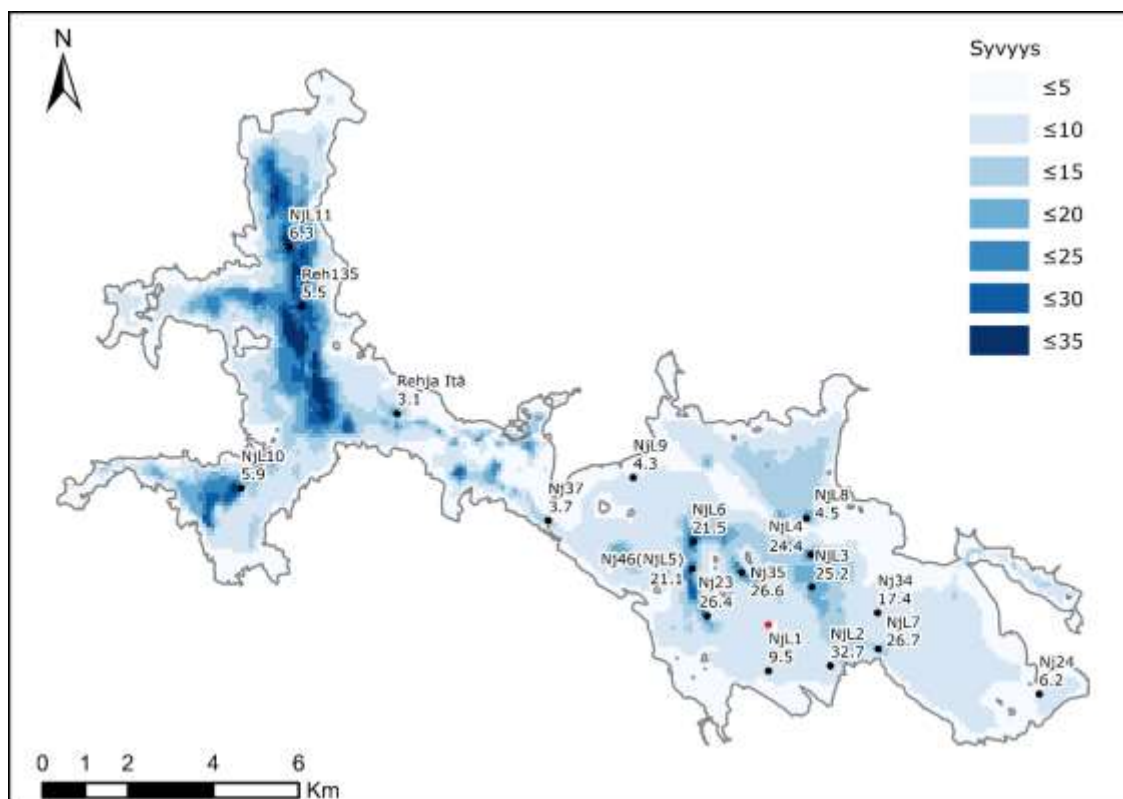 N
Syvyys
≤5
≤10
≤15
≤20
≤25
≤30
≤35
NjL11
6.3
Reh135
5.5
Rehja Itä
3.1
NjL10
5.9
Nj37
3.7
NjL9
4.3
NjL8
4.5
NjL6
21.5
NjL4
24.4
NjL3
25.2
Nj46(NjL5)
21.1
Nj23
26.4
Nj35
26.6
Nj34
17.4
NjL7
26.7
NjL1
9.5
NjL2
32.7
Nj24
6.2
0 1 2 4 6
Km